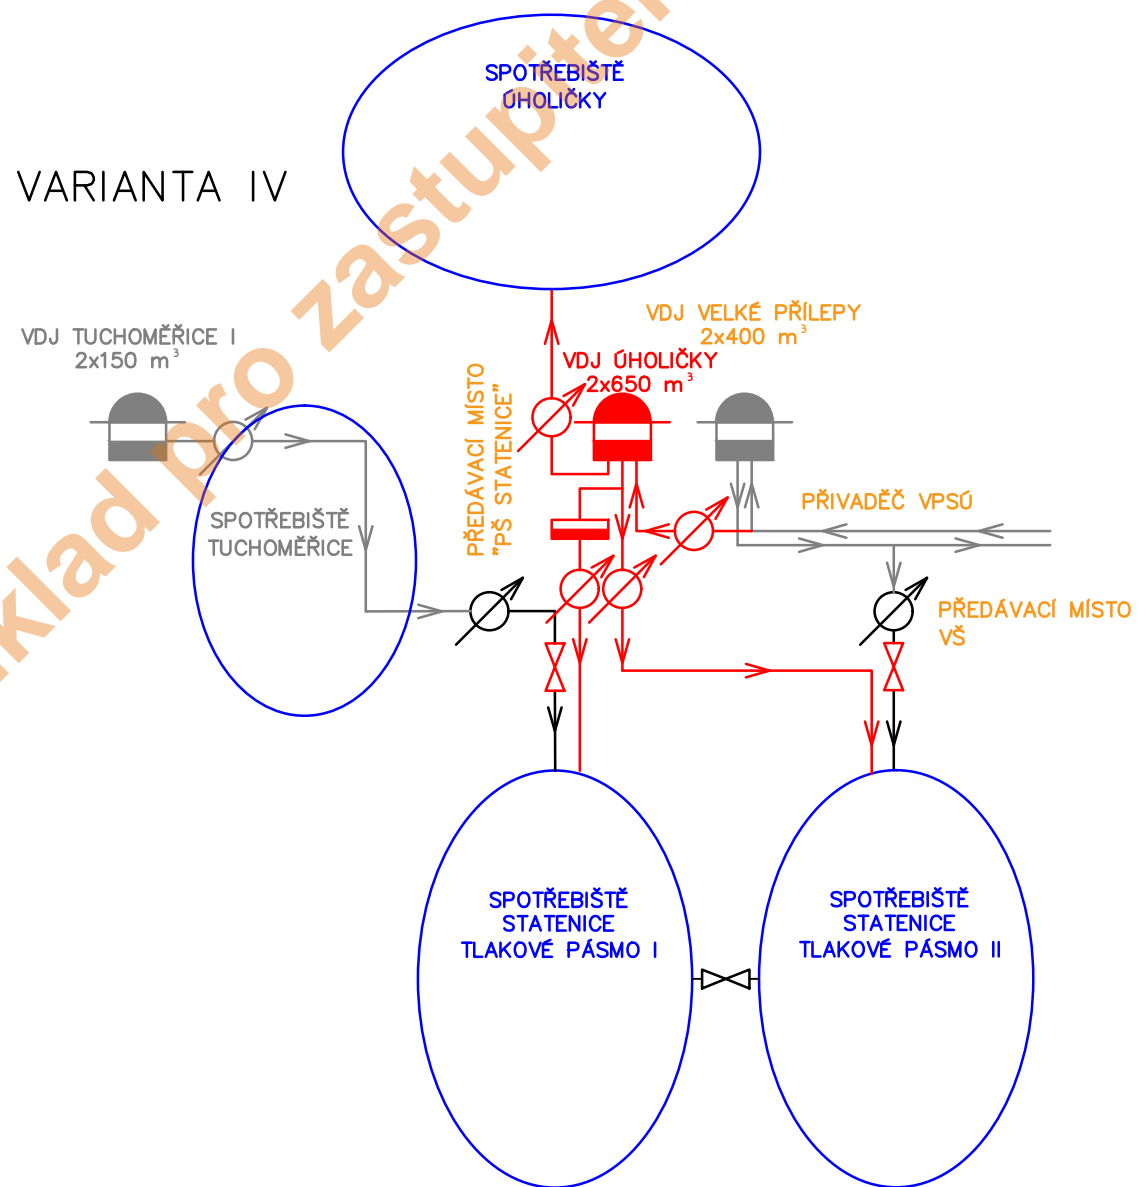 SPOTŘEBIŠTĚ
ÚHOLIČKY
VARIANTA IV
VDJ VELKÉ PŘÍLEPY
2x400 m³
VDJ TUCHOMĚŘICE I
2x150 m³
VDJ ÚHOLIČKY
2x650 m³
PŘEDÁVACÍ MÍSTO
"PŠ STATENICE"
PŘIVADĚČ VPSÚ
SPOTŘEBIŠTĚ
TUCHOMĚŘICE
PŘEDÁVACÍ MÍSTO
VŠ
SPOTŘEBIŠTĚ
STATENICE
TLAKOVÉ PÁSMO I
SPOTŘEBIŠTĚ
STATENICE
TLAKOVÉ PÁSMO II
klad pro zastupitel